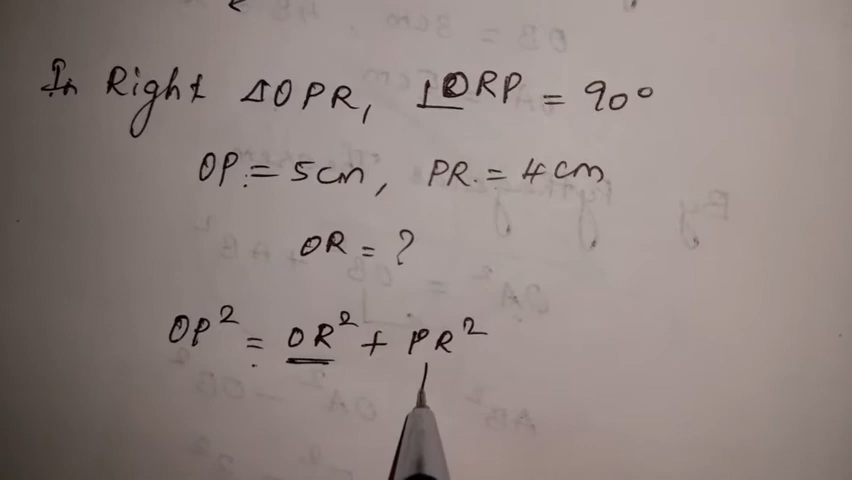 In Right ΔOPR, ∠ORP = 90°
OP = 5cm, PR = 4cm
OR = ?
OP² = OR² + PR²